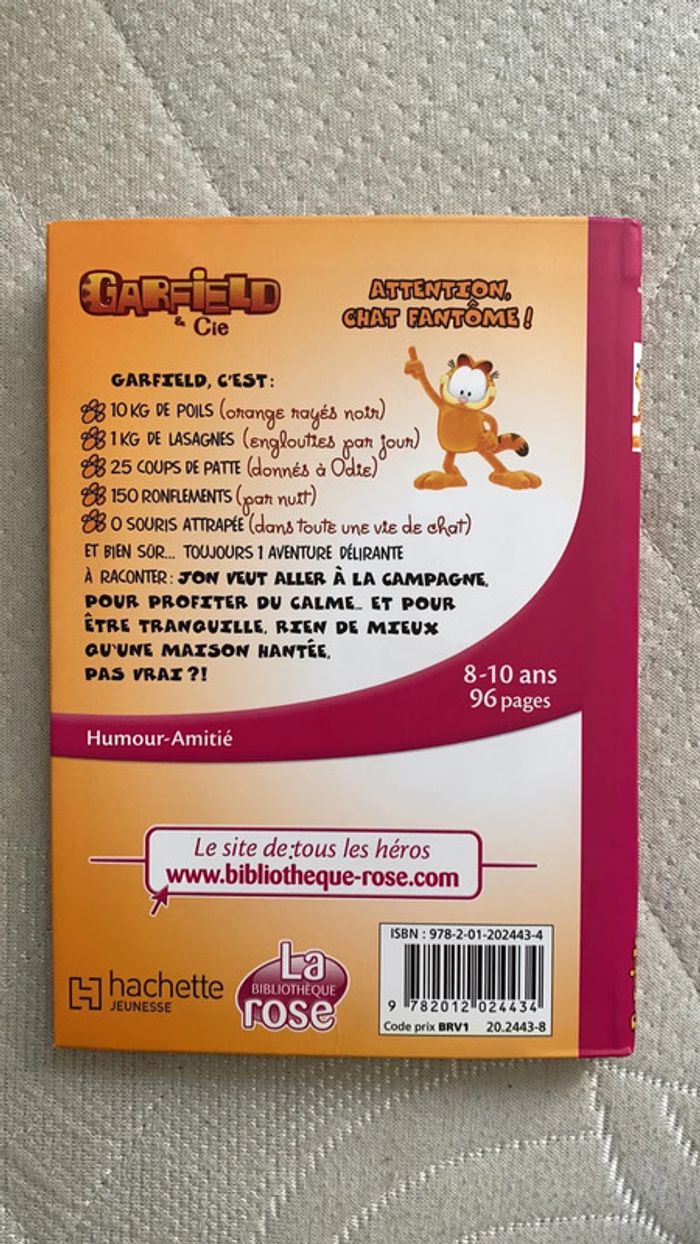 GARFIELD
& Cie
ATTENTION,
CHAT FANTÔME !
GARFIELD, C'EST :
10 KG DE POILS (orange rayés noir)
1 KG DE LASAGNES (englouties par jour)
25 COUPS DE PATTE (donnés à Odie)
150 RONFLEMENTS (par nuit)
0 SOURIS ATTRAPÉE (dans toute une vie de chat)
ET BIEN SÛR... TOUJOURS 1 AVENTURE DÉLIRANTE
À RACONTER : JON VEUT ALLER À LA CAMPAGNE,
POUR PROFITER DU CALME... ET POUR
ÊTRE TRANQUILLE, RIEN DE MIEUX
QU'UNE MAISON HANTÉE,
PAS VRAI ?!
8-10 ans
96 pages
Humour-Amitié
Le site de tous les héros
www.bibliotheque-rose.com
hachette
JEUNESSE
La
BIBLIOTHÈQUE
rose
ISBN : 978-2-01-202443-4
9 782012 024434
Code prix BRV1 20.2443-8